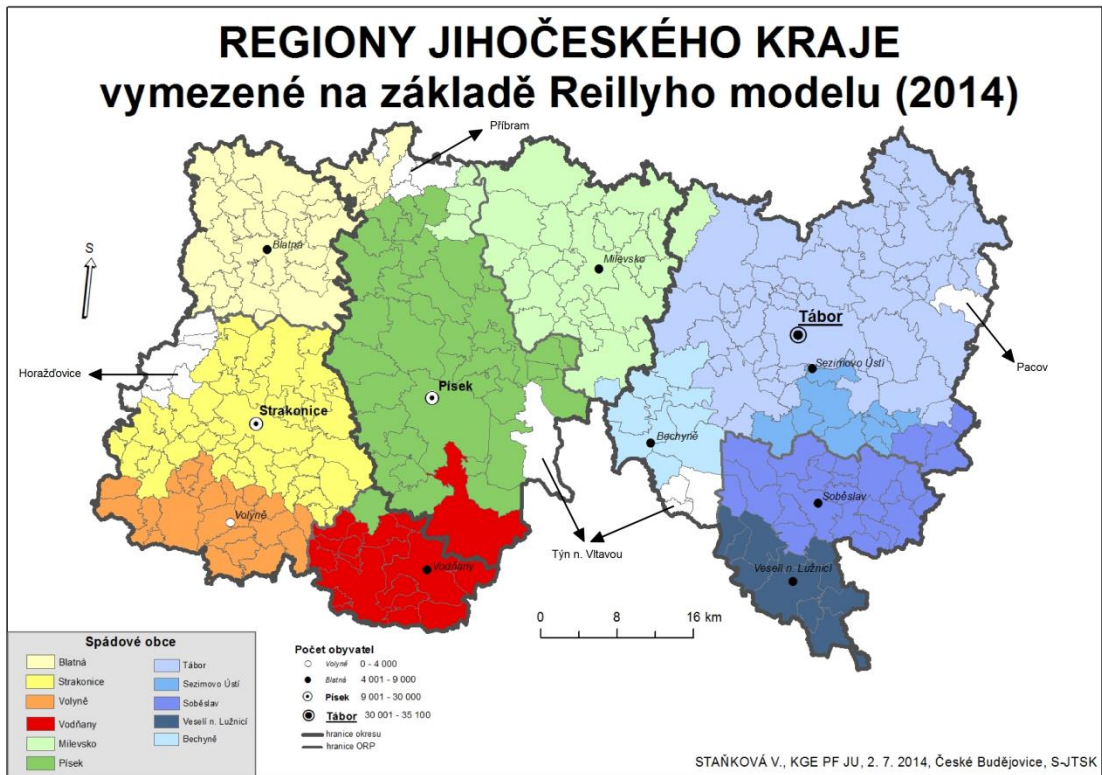 REGIONY JIHOČESKÉHO KRAJE
vymezené na základě Reillyho modelu (2014)
Příbram
S
Blatná
Milevsko
Tábor
Sezimovo Ústí
Pacov
Horažďovice
Písek
Strakonice
Bechyně
Soběslav
Volyně
Týn n. Vltavou
Vodňany
Veselí n. Lužnicí
0 8 16 km
Spádové obce
Blatná
Strakonice
Volyně
Vodňany
Milevsko
Písek
Tábor
Sezimovo Ústí
Soběslav
Veselí n. Lužnicí
Bechyně
Počet obyvatel
Volyně 0 - 4 000
Blatná 4 001 - 9 000
Písek 9 001 - 30 000
Tábor 30 001 - 35 100
hranice okresu
hranice ORP
STAŇKOVÁ V., KGE PF JU, 2. 7. 2014, České Budějovice, S-JTSK